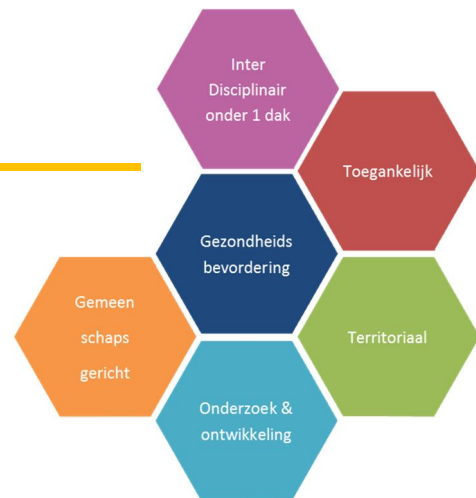 Inter
Disciplinair
onder 1 dak
Toegankelijk
Gezondheids
bevordering
Gemeen
schaps
gericht
Territoriaal
Onderzoek &
ontwikkeling